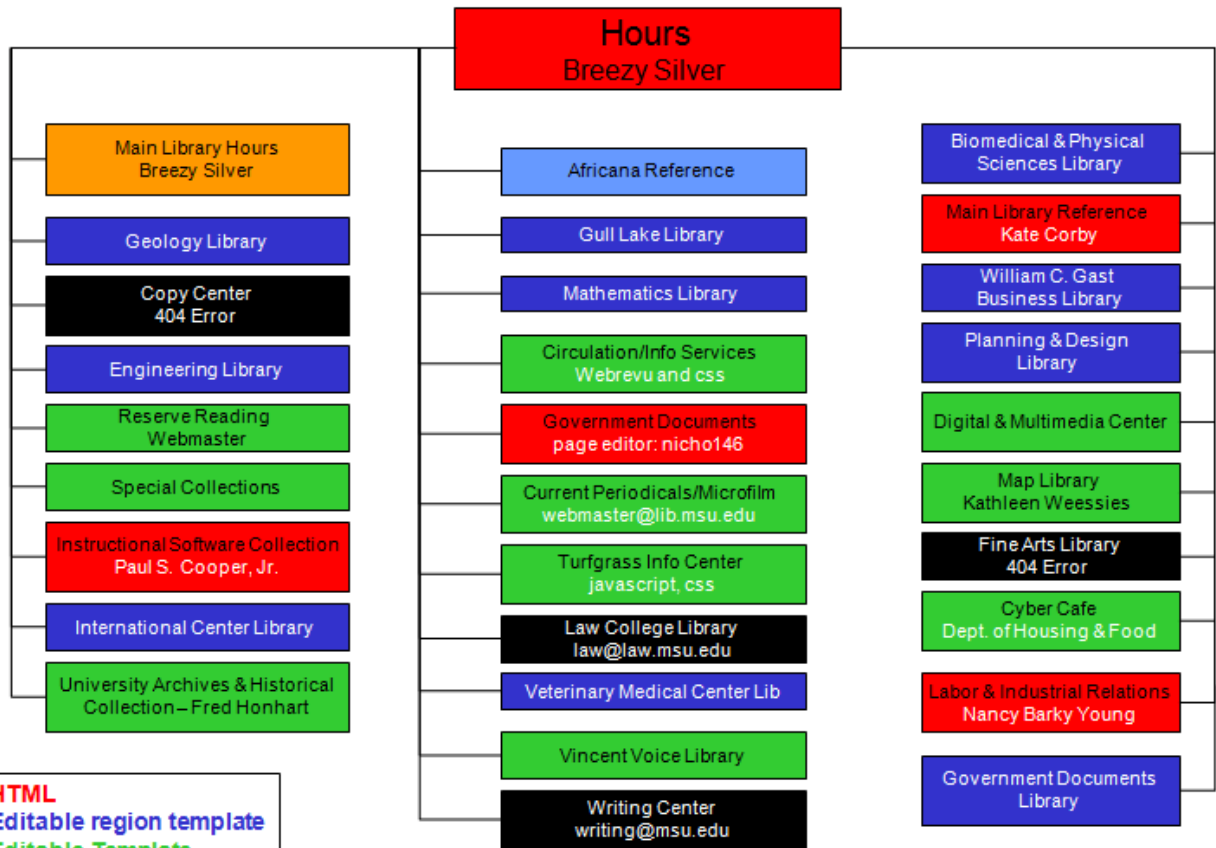 Hours
Breezy Silver
Main Library Hours
Breezy Silver
Geology Library
Copy Center
404 Error
Engineering Library
Reserve Reading
Webmaster
Special Collections
Instructional Software Collection
Paul S. Cooper, Jr.
International Center Library
University Archives & Historical
Collection – Fred Honhart
Africana Reference
Gull Lake Library
Mathematics Library
Circulation/Info Services
Webrevu and css
Government Documents
page editor: nicho146
Current Periodicals/Microfilm
webmaster@lib.msu.edu
Turfgrass Info Center
javascript, css
Law College Library
law@law.msu.edu
Veterinary Medical Center Lib
Vincent Voice Library
Writing Center
writing@msu.edu
Biomedical & Physical
Sciences Library
Main Library Reference
Kate Corby
William C. Gast
Business Library
Planning & Design
Library
Digital & Multimedia Center
Map Library
Kathleen Weessies
Fine Arts Library
404 Error
Cyber Cafe
Dept. of Housing & Food
Labor & Industrial Relations
Nancy Barky Young
Government Documents
Library
HTML
Editable region template
Editable Template